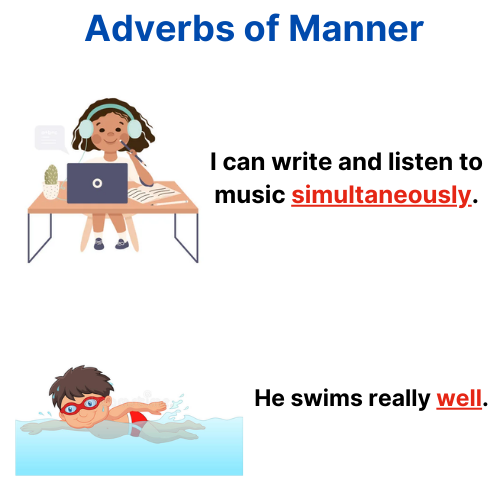 Adverbs of Manner
I can write and listen to
music simultaneously.
He swims really well.